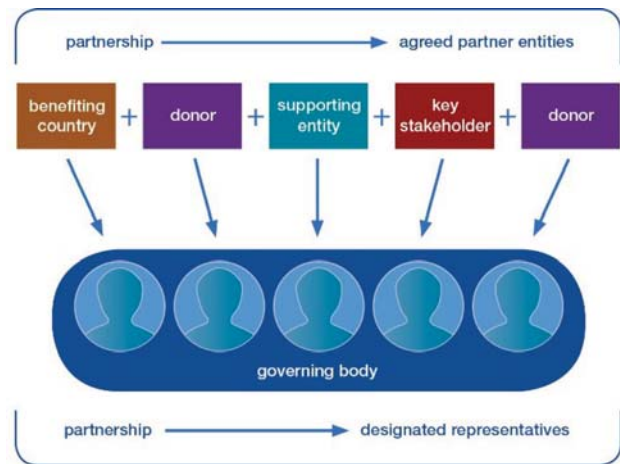 partnership agreed partner entities
benefiting country + donor + supporting entity + key stakeholder + donor
governing body
partnership designated representatives